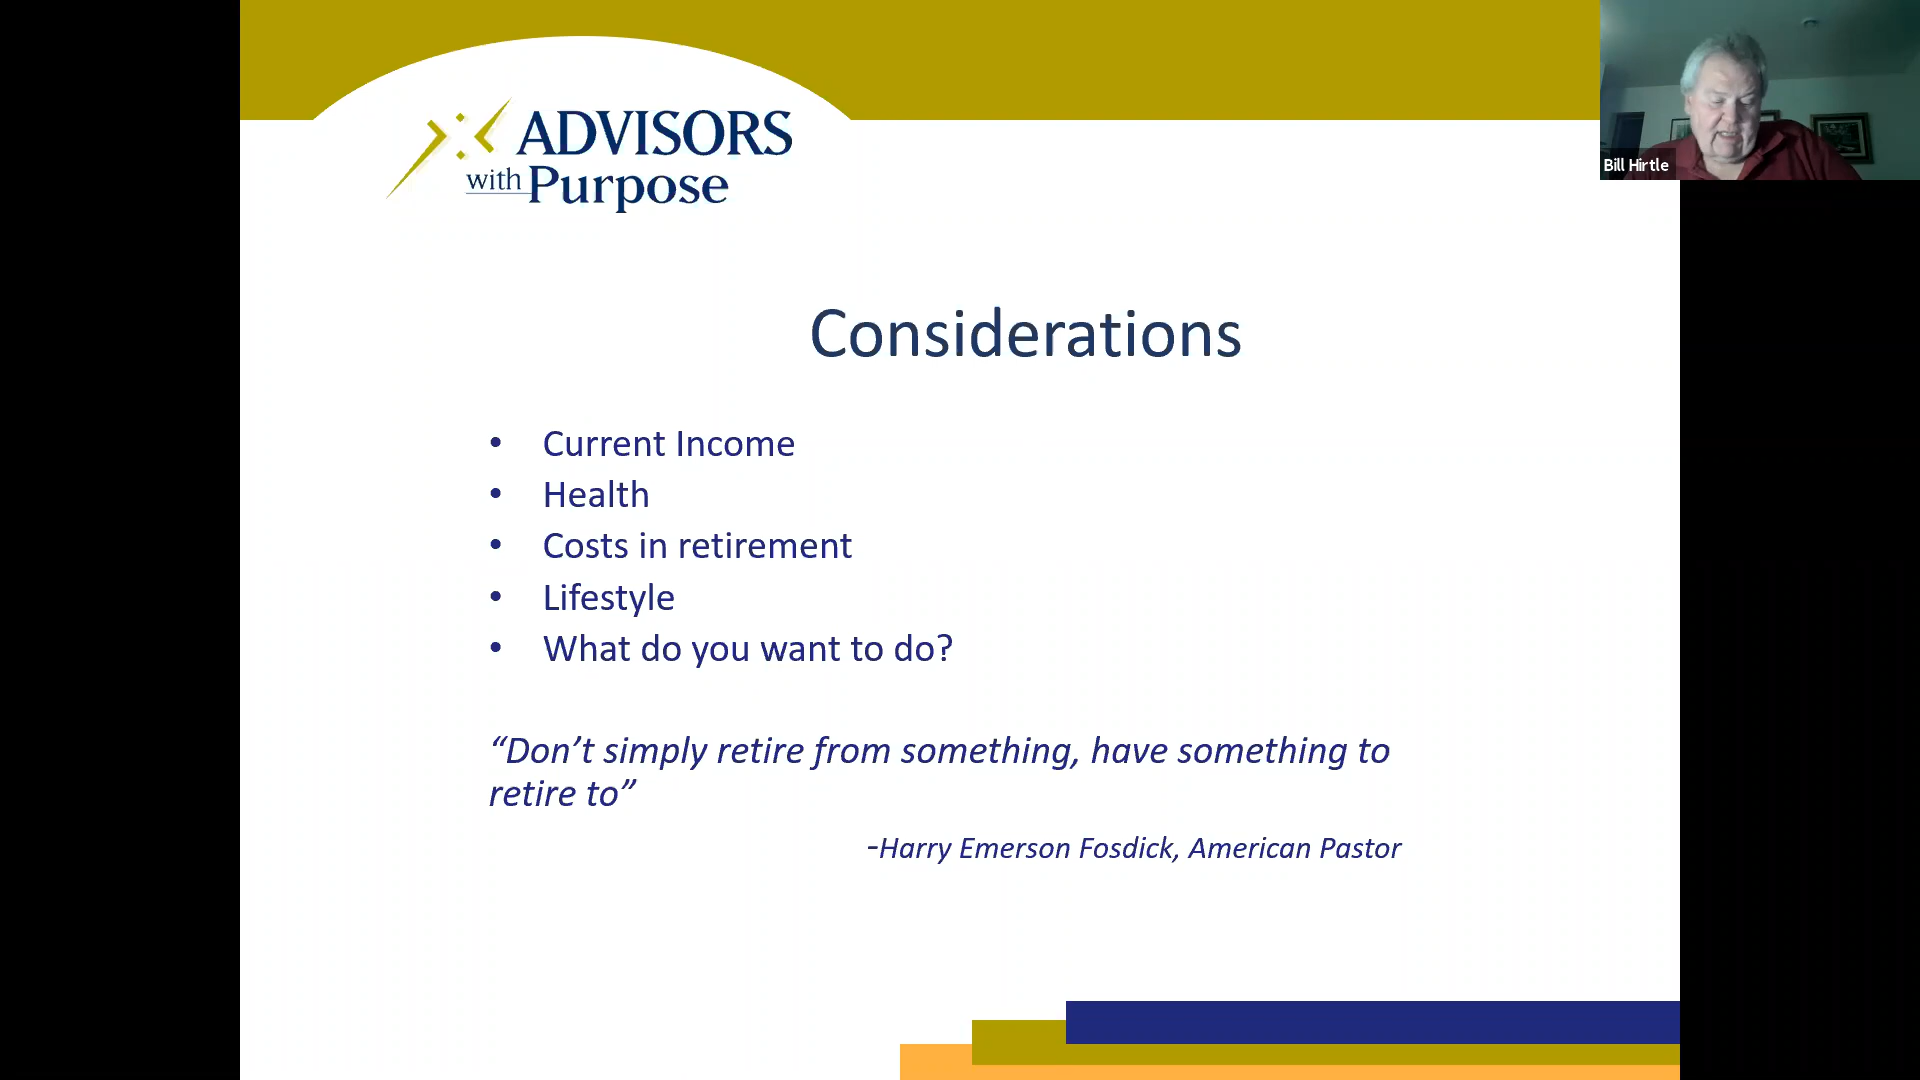 ADVISORS
with Purpose
Bill Hirtle
Considerations
• Current Income
• Health
• Costs in retirement
• Lifestyle
• What do you want to do?
“Don’t simply retire from something, have something to
retire to”
-Harry Emerson Fosdick, American Pastor